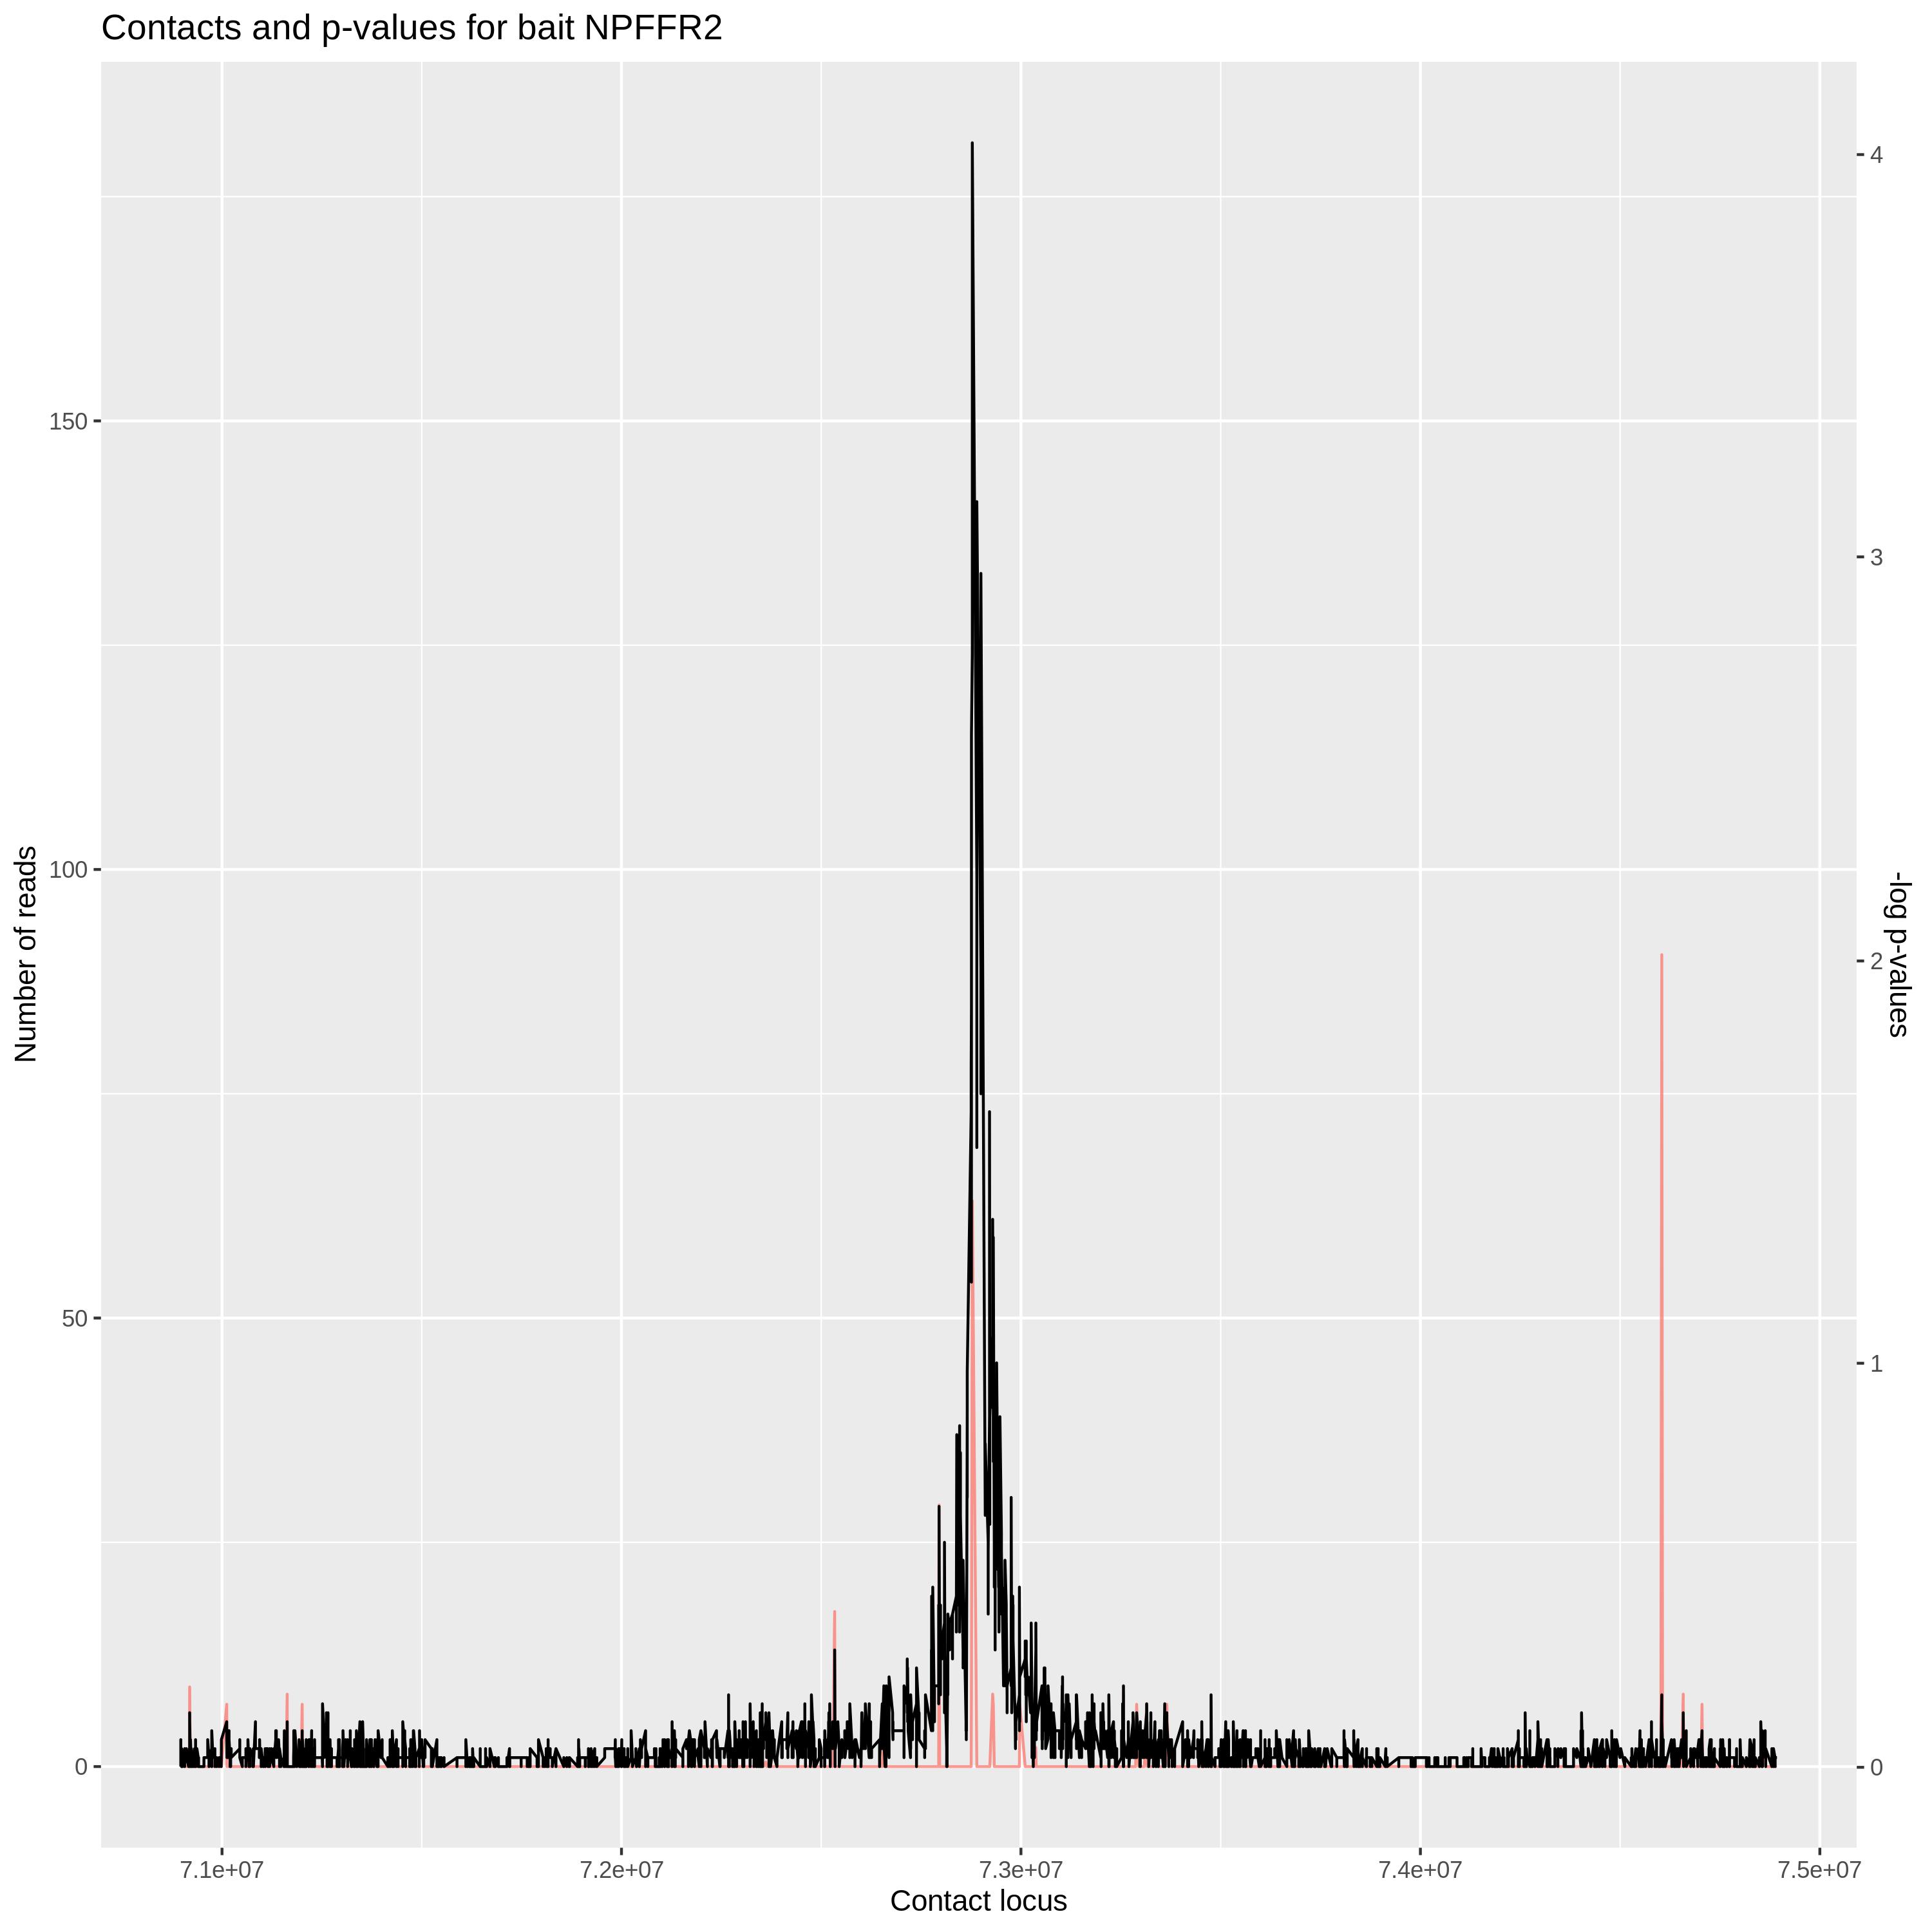 Contacts and p-values for bait NPFFR2
Number of reads
150
100
50
0
4
3
2
1
0
-log p-values
7.1e+07
7.2e+07
7.3e+07
7.4e+07
7.5e+07
Contact locus